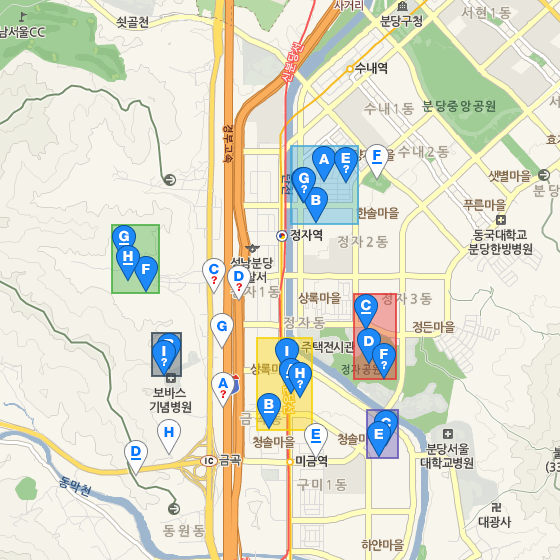 사거리
분당구청
서현1동
쇳골천
남서울CC
신분당선
수내역
수내1동
분당중앙공원
경부고속
A
E
?
F
수내2동
샛별마을
G
?
B
푸른마을
한솔마을
동국대학교
분당한방병원
정자역
G
정자2동
H
F
성남분당
C
?
D
?
정자1동
상록마을
정자3동
C
G
정자동
정든마을
D
주택전시관
I
I
?
F
?
상록마
정자공원
보바스
기념병원
A
?
H
?
B
C
H
청솔마을
E
청솔마
E
분당서울
대학교병원
D
IC
금곡
미금역
동막천
구미1동
대광사
동원동
하얀마을